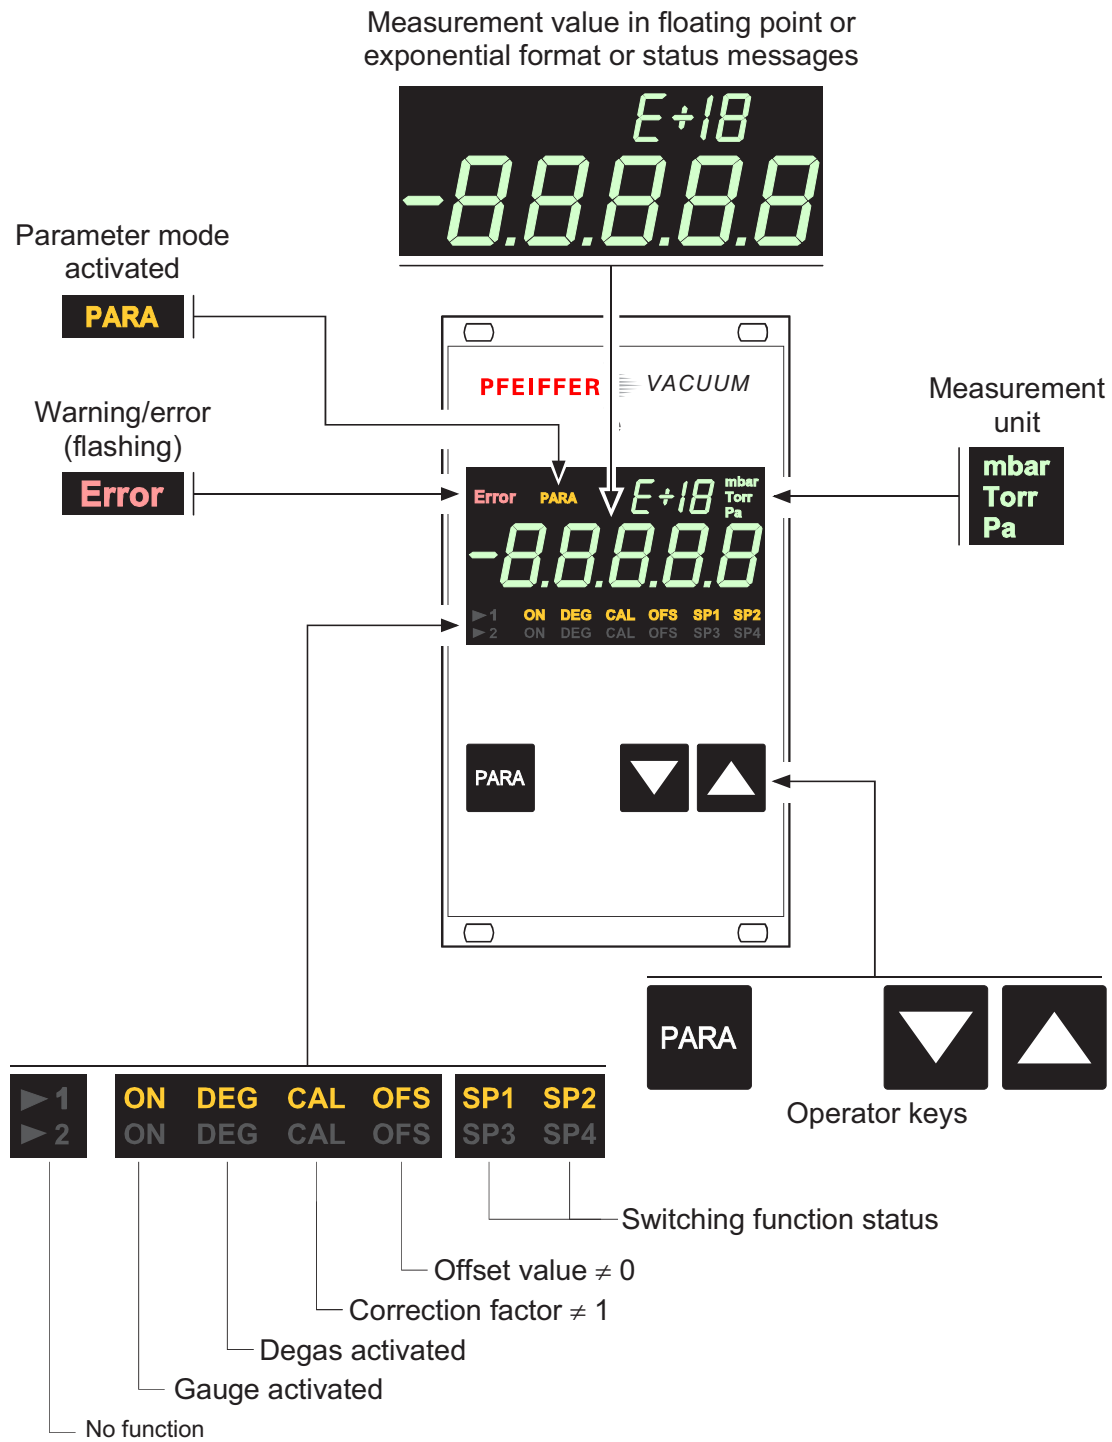 Measurement value in floating point or
exponential format or status messages
E÷18
-8.8.8.8.8
Parameter mode
activated
PARA
PFEIFFER VACUUM
Measurement
unit
mbar
Torr
Pa
Warning/error
(flashing)
Error
Error PARA E÷18 mbar
Torr
Pa
-8.8.8.8.8
►1 ON DEG CAL OFS SP1 SP2
►2 ON DEG CAL OFS SP3 SP4
PARA
PARA
Operator keys
►1 ON DEG CAL OFS SP1 SP2
►2 ON DEG CAL OFS SP3 SP4
Switching function status
Offset value ≠ 0
Correction factor ≠ 1
Degas activated
Gauge activated
No function